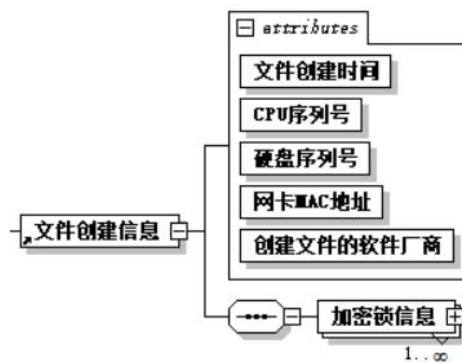 attributes
文件创建时间
CPU序列号
硬盘序列号
网卡MAC地址
文件创建信息
创建文件的软件厂商
加密锁信息
1..∞